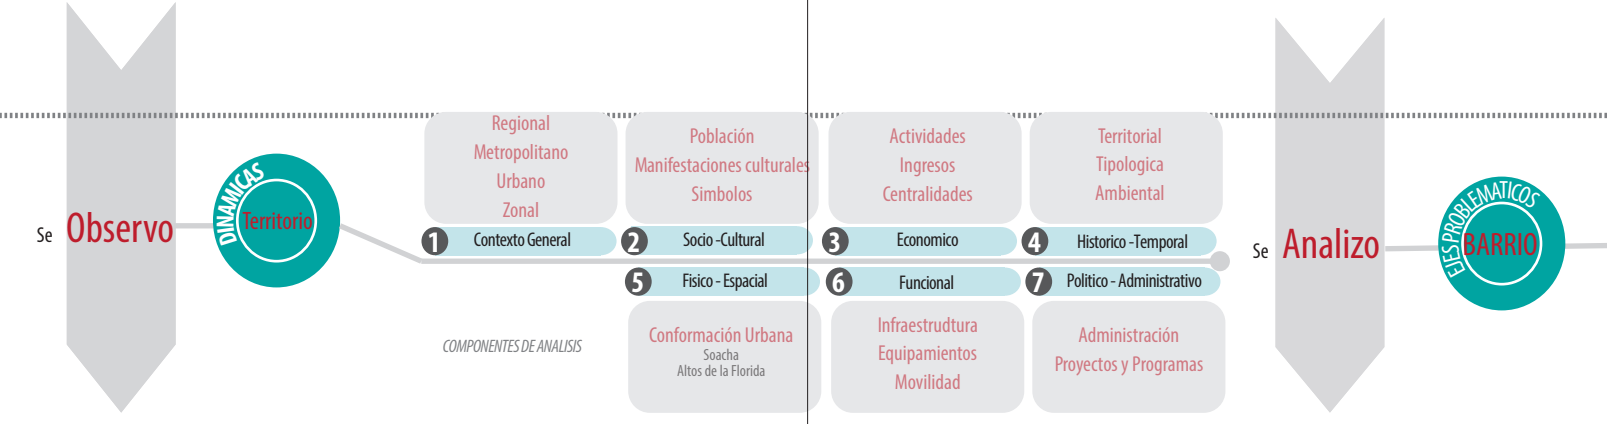 Se Observo
DINAMICAS
Territorio
Regional
Metropolitano
Urbano
Zonal
1 Contexto General
Población
Manifestaciones culturales
Simbolos
2 Socio -Cultural
Actividades
Ingresos
Centralidades
3 Economico
Territorial
Tipologica
Ambiental
4 Historico -Temporal
5 Fisico - Espacial
Conformación Urbana
Soacha
Altos de la Florida
6 Funcional
Infraestrudtura
Equipamientos
Movilidad
7 Politico - Administrativo
Administración
Proyectos y Programas
COMPONENTES DE ANALISIS
Se Analizo
EJES PROBLEMATICOS
BARRIO